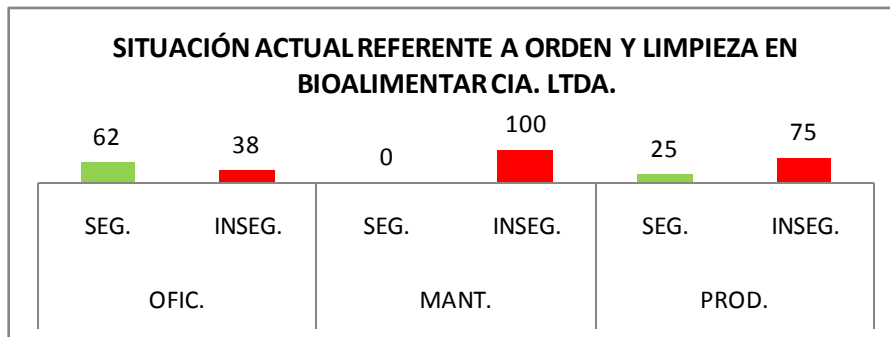 SITUACIÓN ACTUAL REFERENTE A ORDEN Y LIMPIEZA EN
BIOALIMENTAR CIA. LTDA.
62 38 0 100 25 75
SEG. INSEG. SEG. INSEG. SEG. INSEG.
OFIC. MANT. PROD.